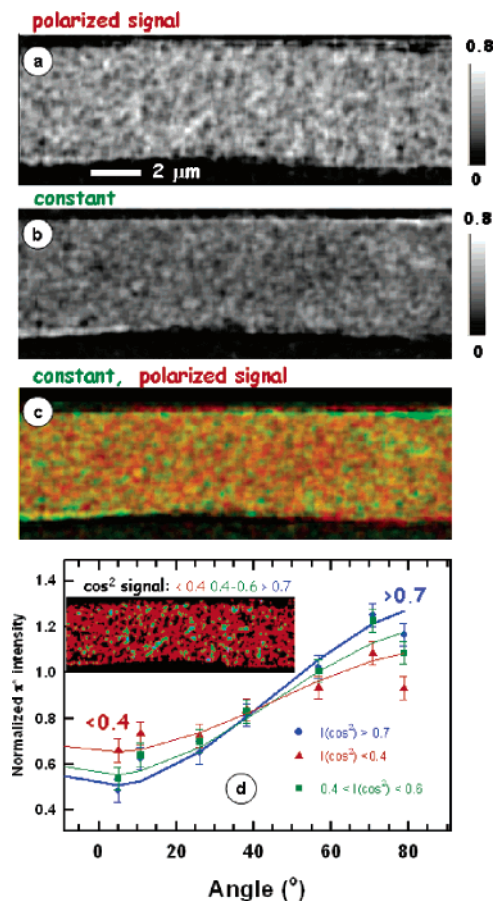 polarized signal
a
0.8
2 μm
0
constant
b
0.8
0
constant, polarized signal
c
cos² signal: < 0.4 0.4-0.6 > 0.7
>0.7
<0.4
I(cos²) > 0.7
I(cos²) < 0.4
0.4 < I(cos²) < 0.6
d
Normalized π* intensity
1.4
1.2
1.0
0.8
0.6
0.4
0 20 40 60 80
Angle (°)